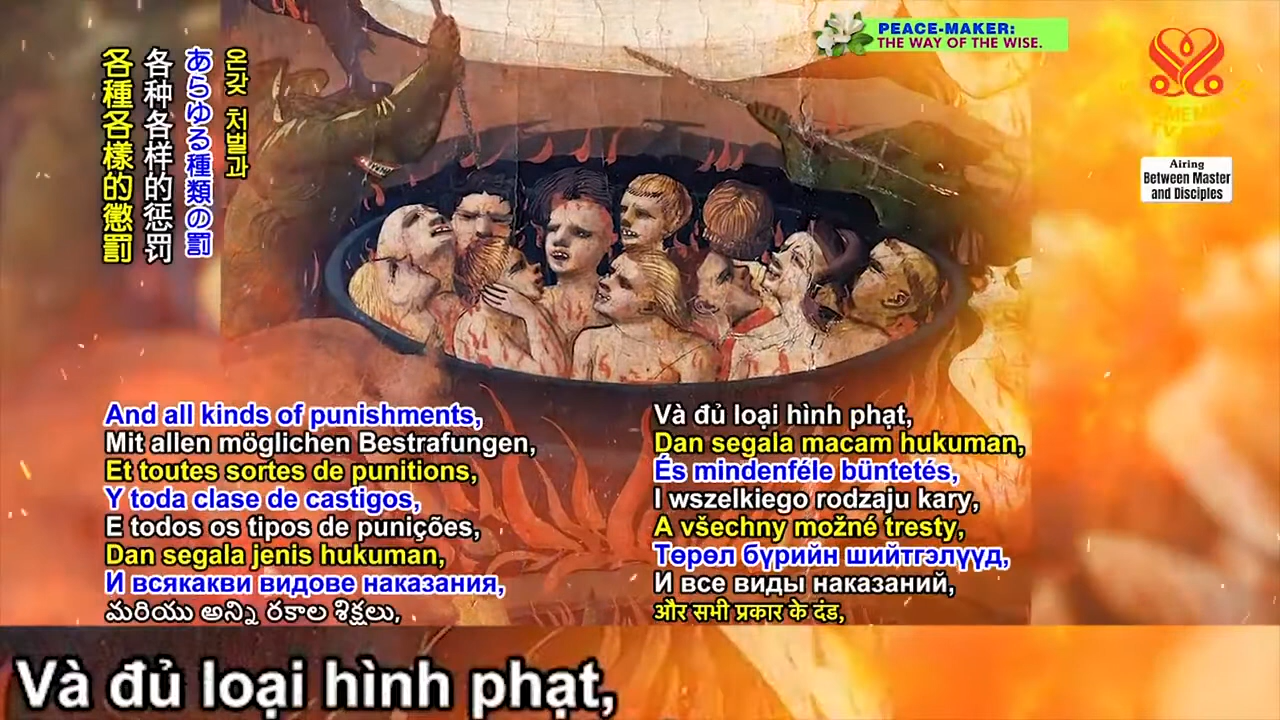 PEACE-MAKER:
THE WAY OF THE WISE.
Airing
Between Master
and Disciples
온갖 처벌과
あらゆる種類の罰
各种各样的惩罚
各種各樣的懲罰
And all kinds of punishments,
Mit allen möglichen Bestrafungen,
Et toutes sortes de punitions,
Y toda clase de castigos,
E todos os tipos de punições,
Dan segala jenis hukuman,
И всякакви видове наказания,
మరియు అన్ని రకాల శిక్షలు,
Và đủ loại hình phạt,
Dan segala macam hukuman,
És mindenféle büntetés,
I wszelkiego rodzaju kary,
A všechny možné tresty,
Төрөл бүрийн шийтгэлүүд,
И все виды наказаний,
और सभी प्रकार के दंड,
Và đủ loại hình phạt,